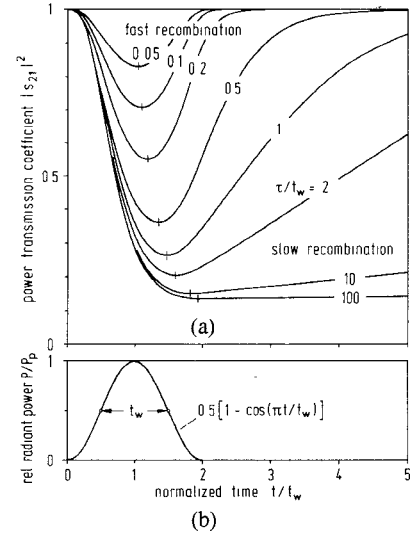 power transmission coefficient |s₂₁|²
1
0.5
0
fast recombination
0 05
0 1
0 2
0 5
1
τ/t_w = 2
slow recombination
10
100
(a)
rel radiant power P/P_p
1
0.5
0
t_w
0 5 [1 - cos(πt/t_w)]
0 1 2 3 4 5
normalized time t/t_w
(b)